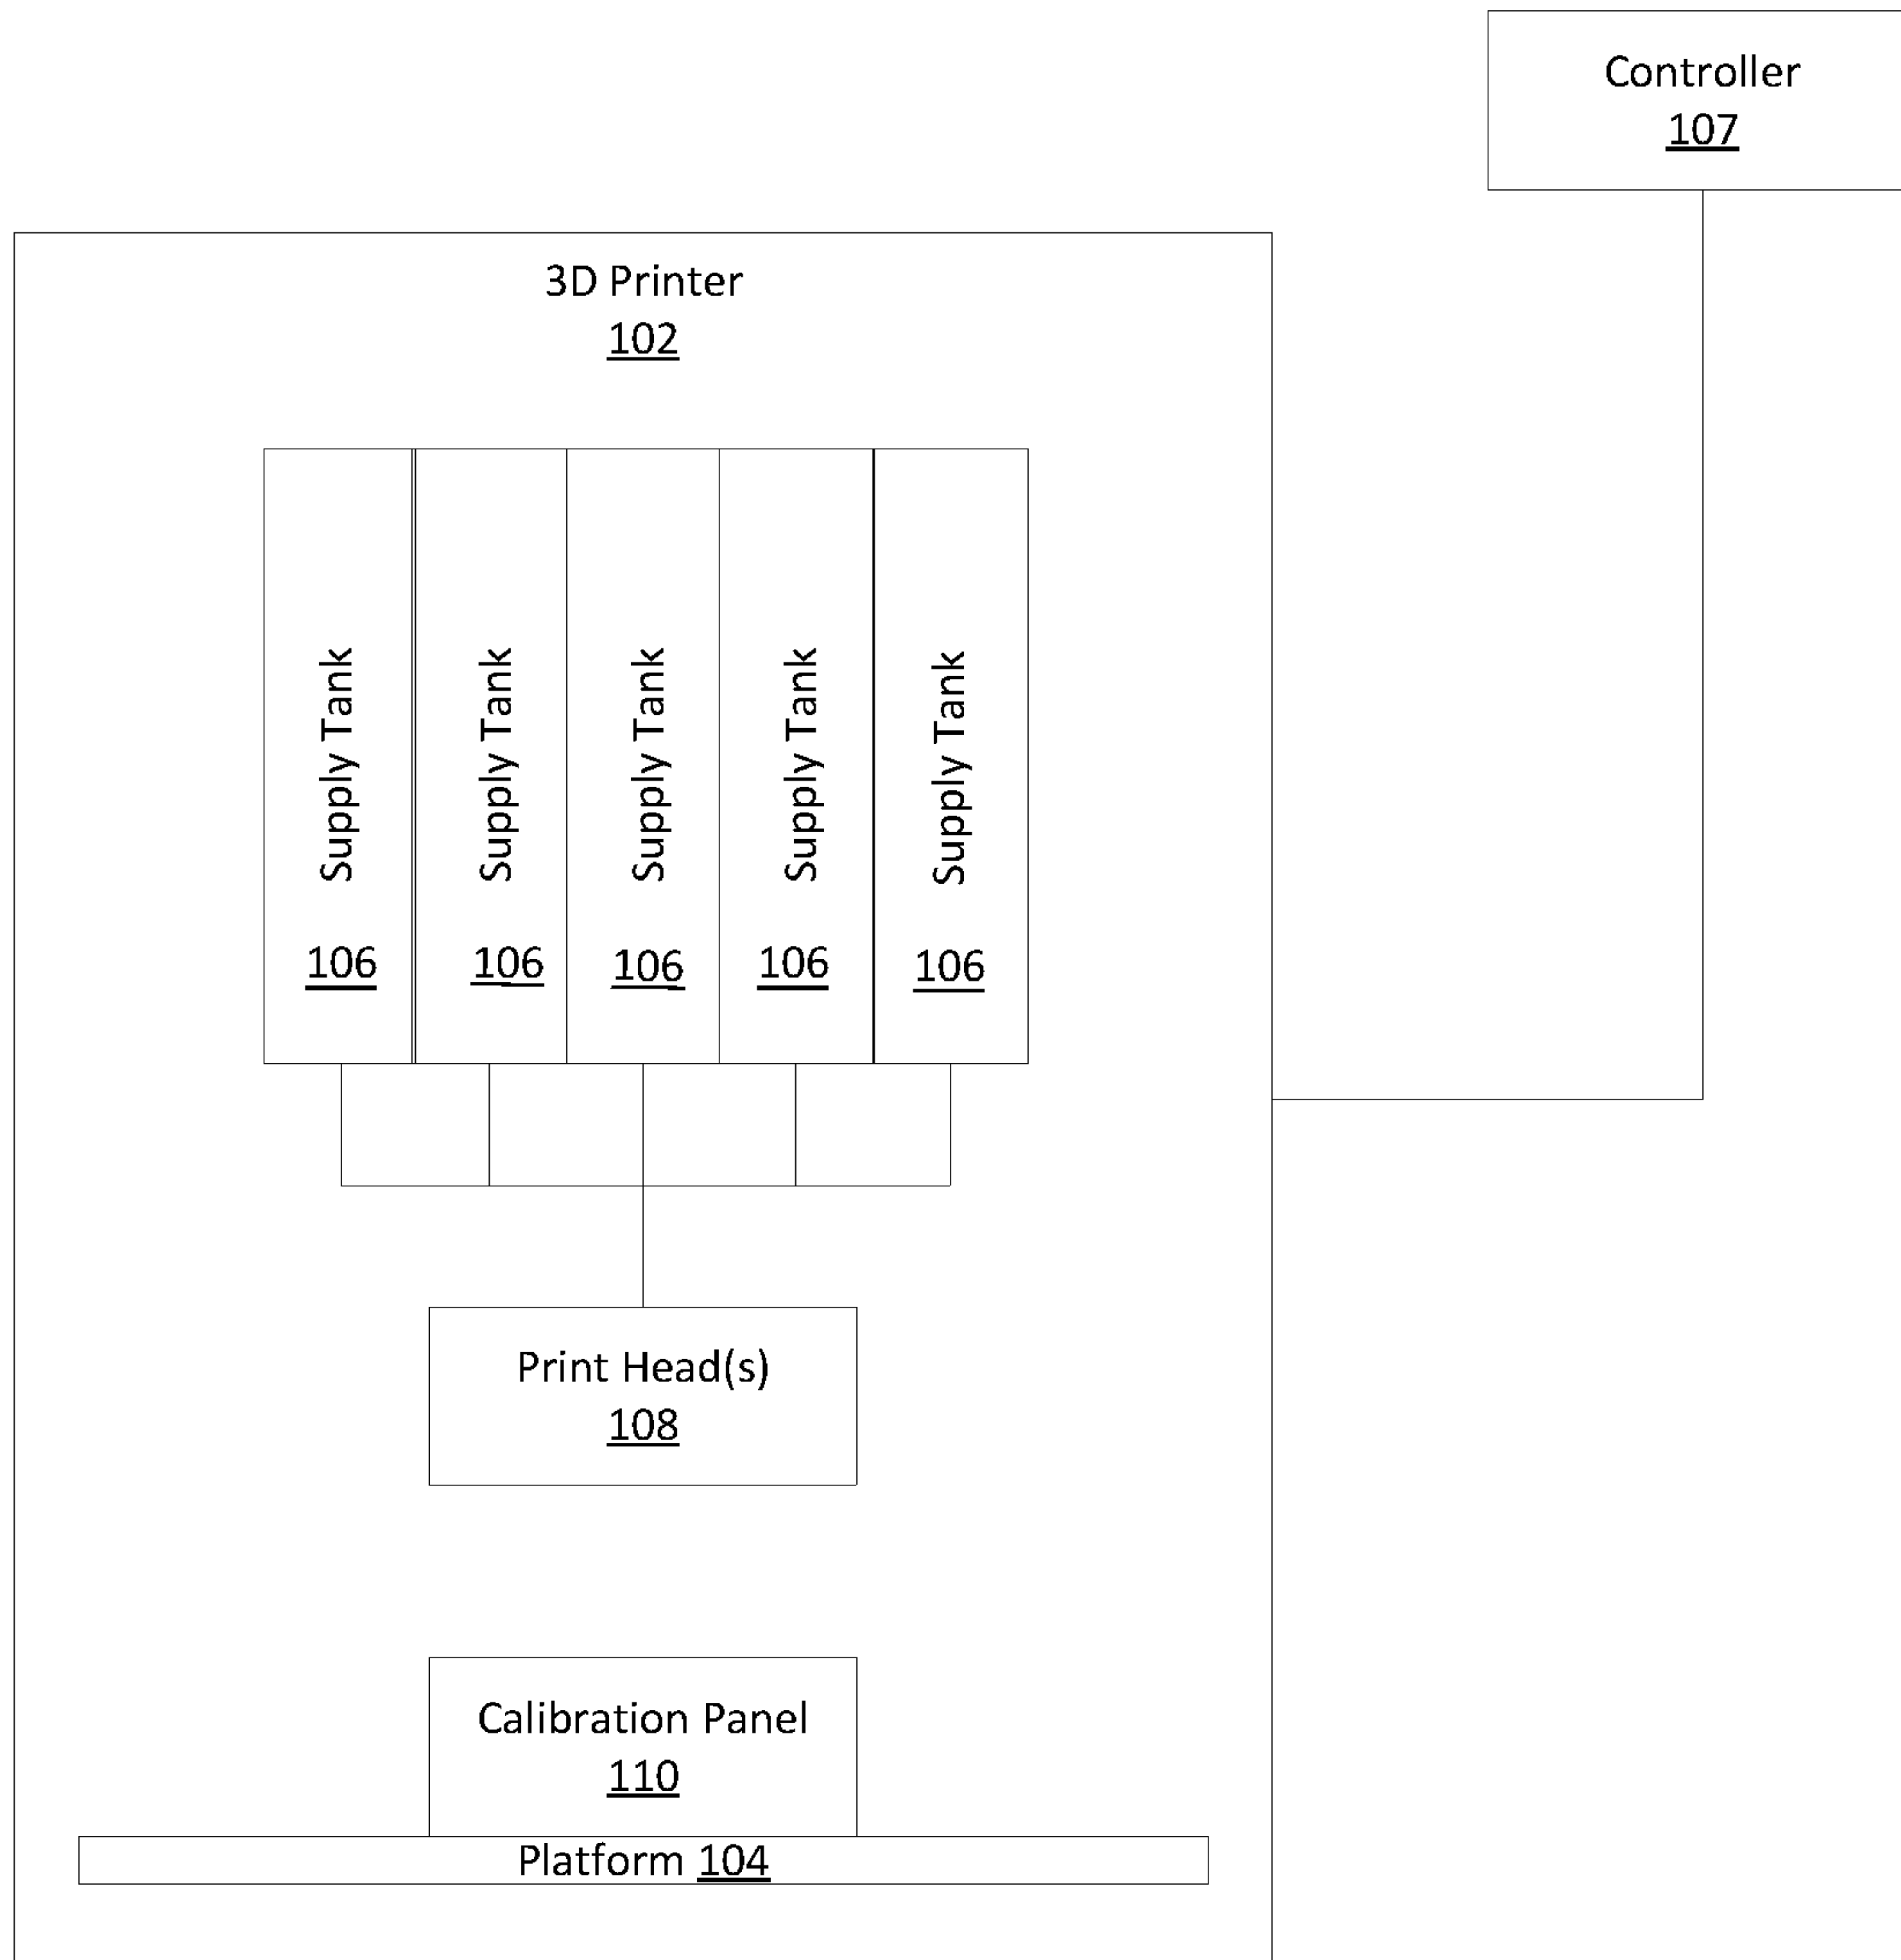 Controller
107
3D Printer
102
Supply Tank
106
Supply Tank
106
Supply Tank
106
Supply Tank
106
Supply Tank
106
Print Head(s)
108
Calibration Panel
110
Platform 104